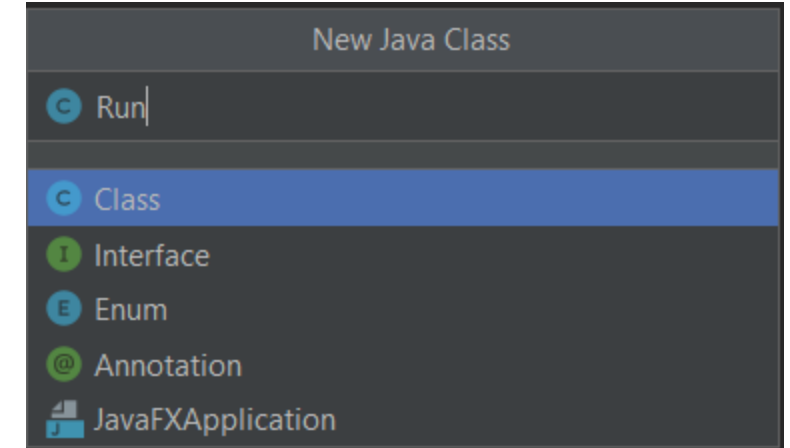 New Java Class
C Run
C Class
I Interface
E Enum
@ Annotation
J JavaFXApplication